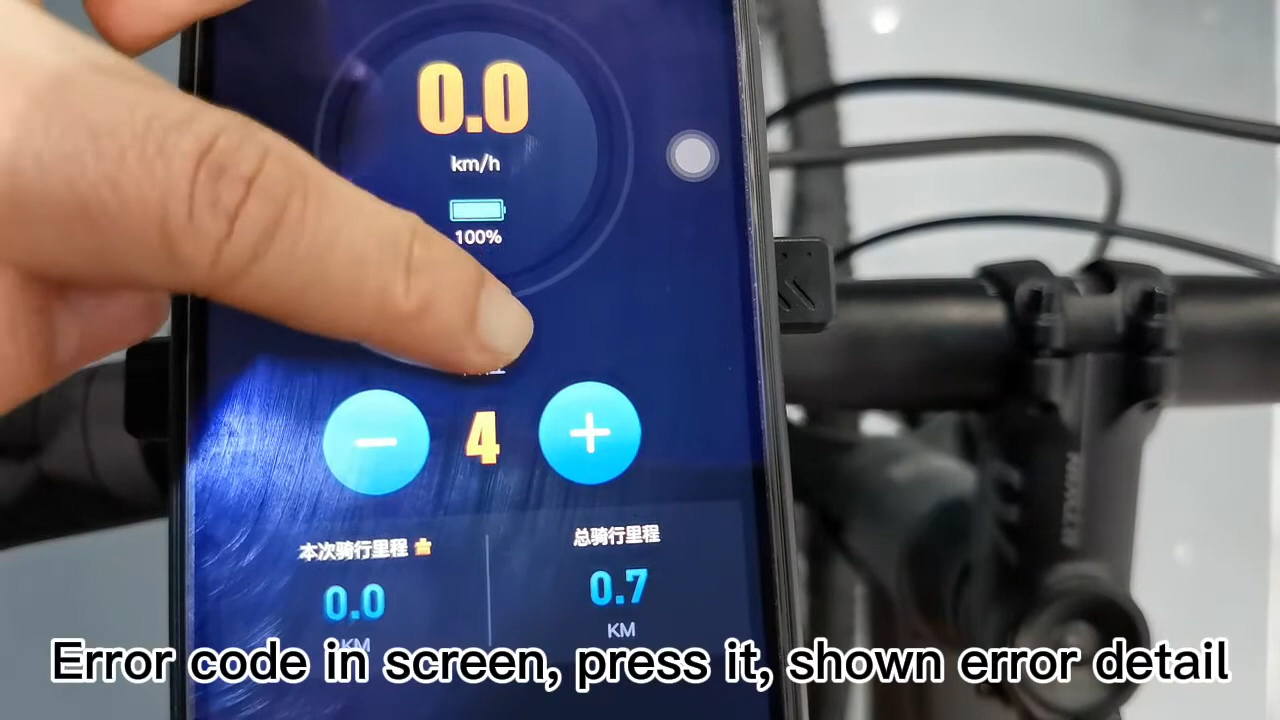 0.0
km/h
100%
4
本次骑行里程
总骑行里程
0.0
0.7
KM
KM
Error code in screen, press it, shown error detail